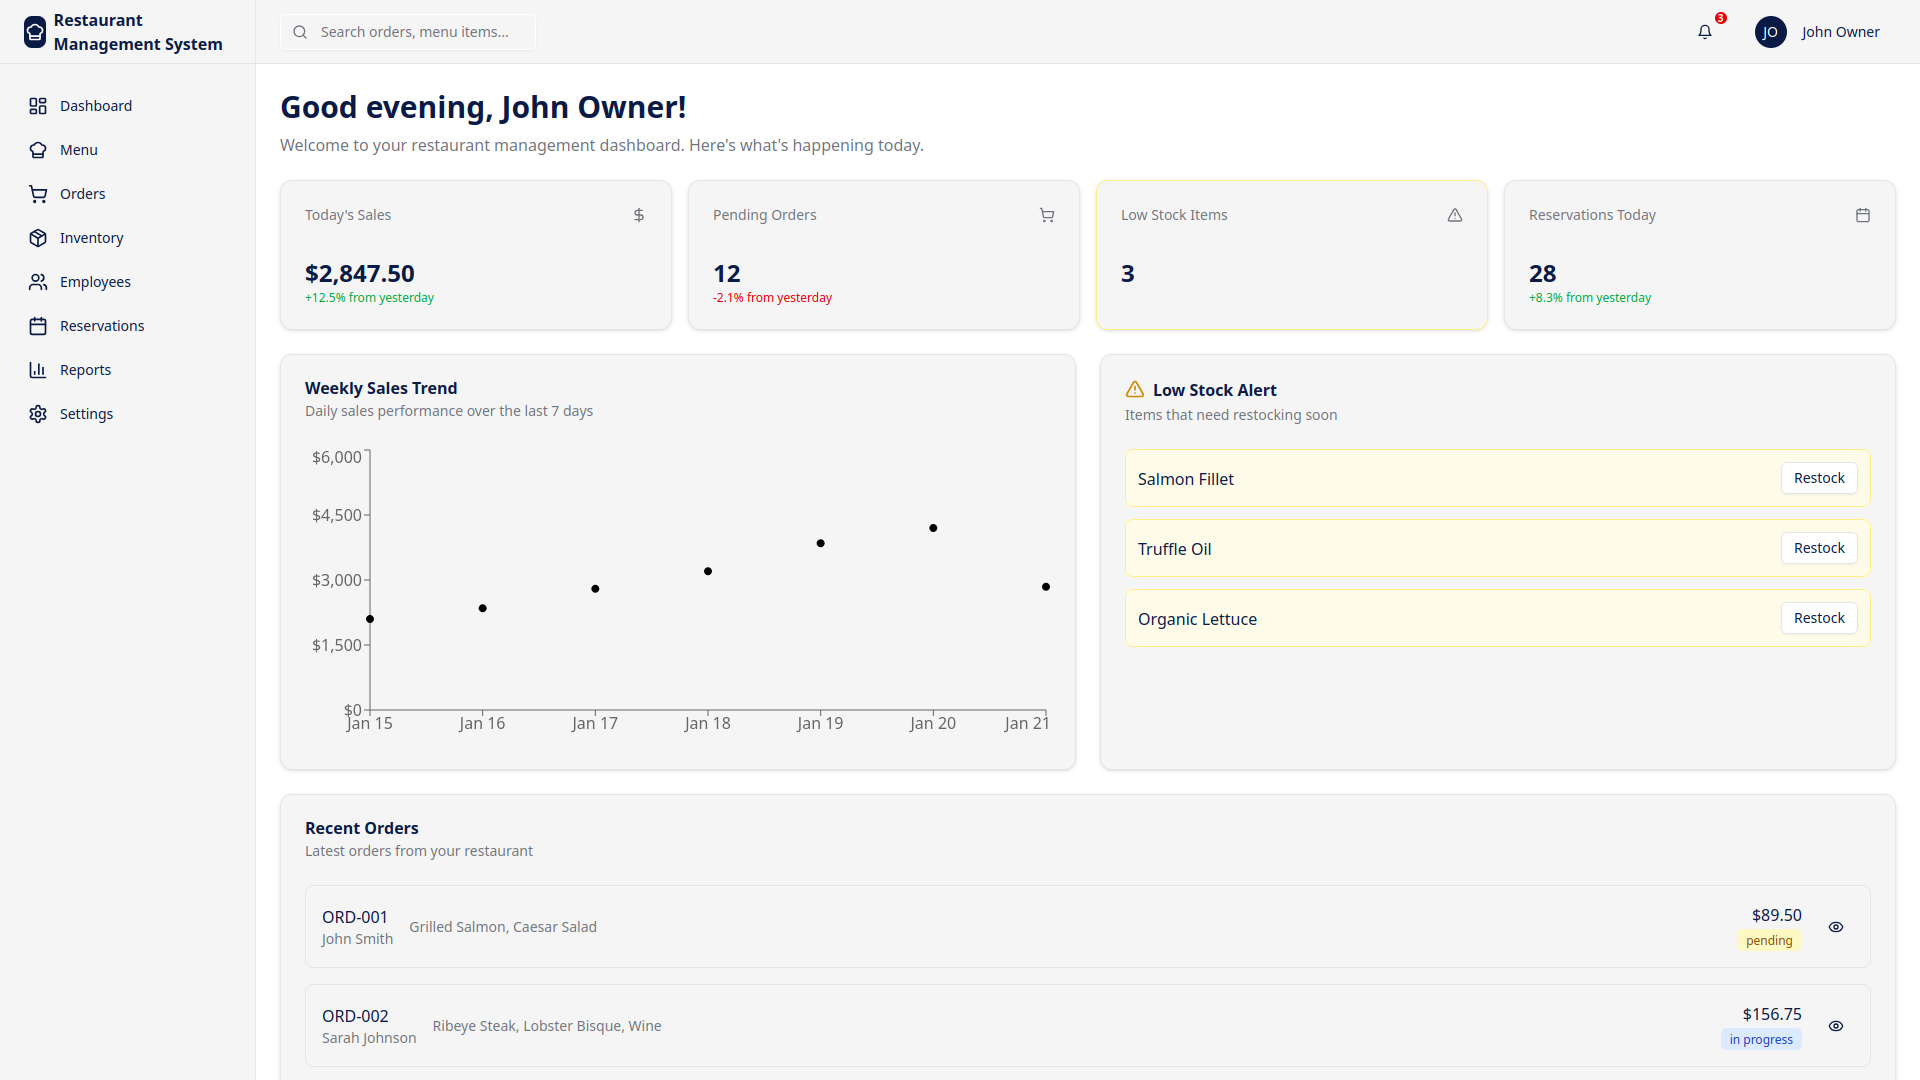 Restaurant
Management System
Search orders, menu items...
3
JO
John Owner
Dashboard
Menu
Orders
Inventory
Employees
Reservations
Reports
Settings
Good evening, John Owner!
Welcome to your restaurant management dashboard. Here's what's happening today.
Today's Sales
$2,847.50
+12.5% from yesterday
Pending Orders
12
-2.1% from yesterday
Low Stock Items
3
Reservations Today
28
+8.3% from yesterday
Weekly Sales Trend
Daily sales performance over the last 7 days
$6,000
$4,500
$3,000
$1,500
$0
Jan 15 Jan 16 Jan 17 Jan 18 Jan 19 Jan 20 Jan 21
Low Stock Alert
Items that need restocking soon
Salmon Fillet Restock
Truffle Oil Restock
Organic Lettuce Restock
Recent Orders
Latest orders from your restaurant
ORD-001
John Smith
Grilled Salmon, Caesar Salad
$89.50
pending
ORD-002
Sarah Johnson
Ribeye Steak, Lobster Bisque, Wine
$156.75
in progress